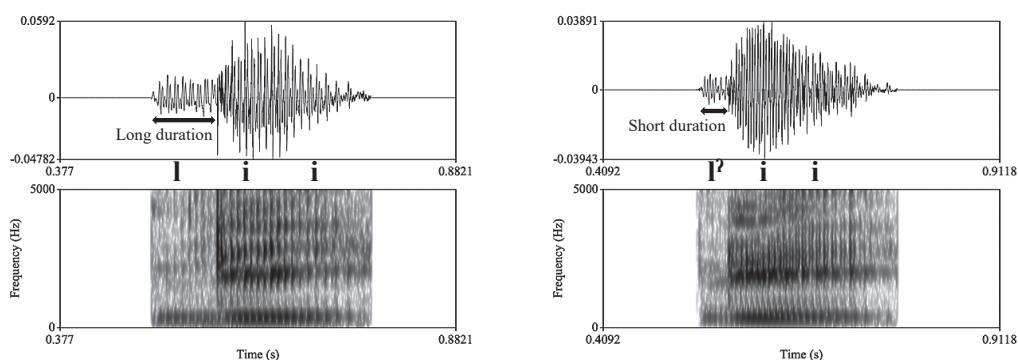 0.0592
0
Long duration
-0.04782
0.377
0.8821
l i i
5000
Frequency (Hz)
0
0.377
0.8821
Time (s)
0.03891
0
Short duration
-0.03943
0.4092
0.9118
lˀ i i
5000
Frequency (Hz)
0
0.4092
0.9118
Time (s)